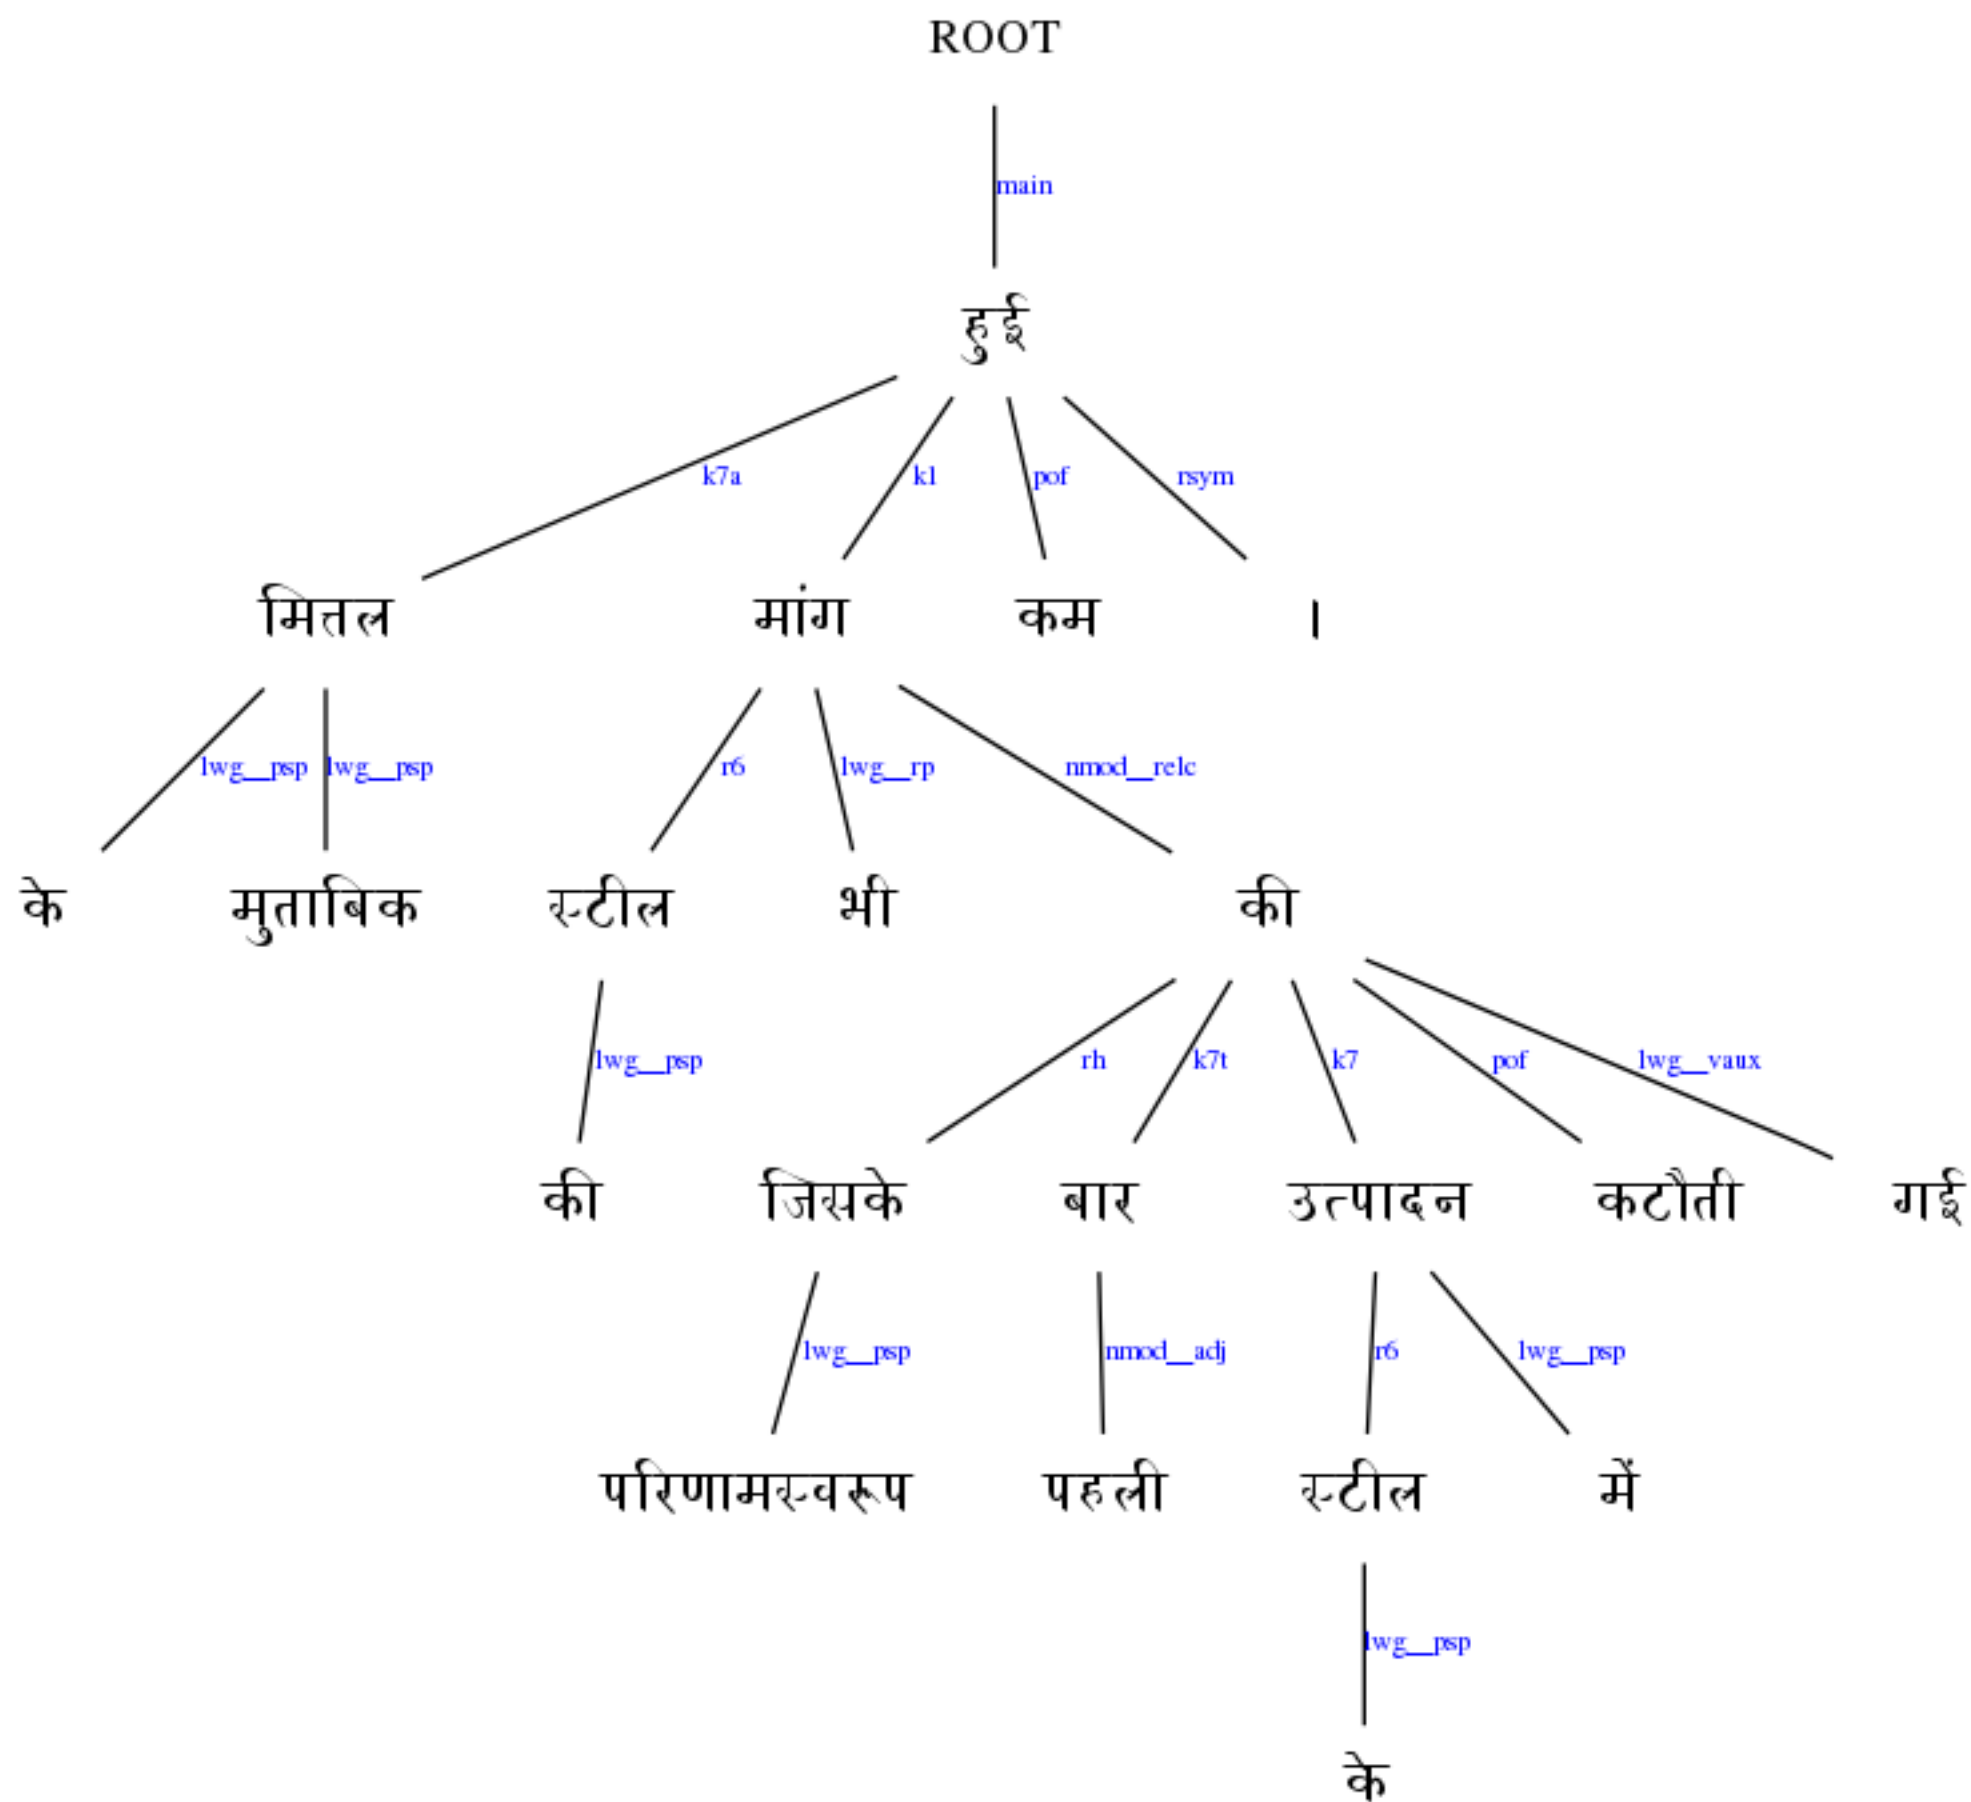 ROOT
main
हुई
k7a k1 pof rsym
मित्तल मांग कम ।
lwg__psp lwg__psp r6 lwg__rp nmod__relc
के मुताबिक स्टील भी की
lwg__psp rh k7t k7 pof lwg__vaux
की जिसके बार उत्पादन कटौती गई
lwg__psp nmod__adj r6 lwg__psp
परिणामस्वरूप पहली स्टील में
lwg__psp
के